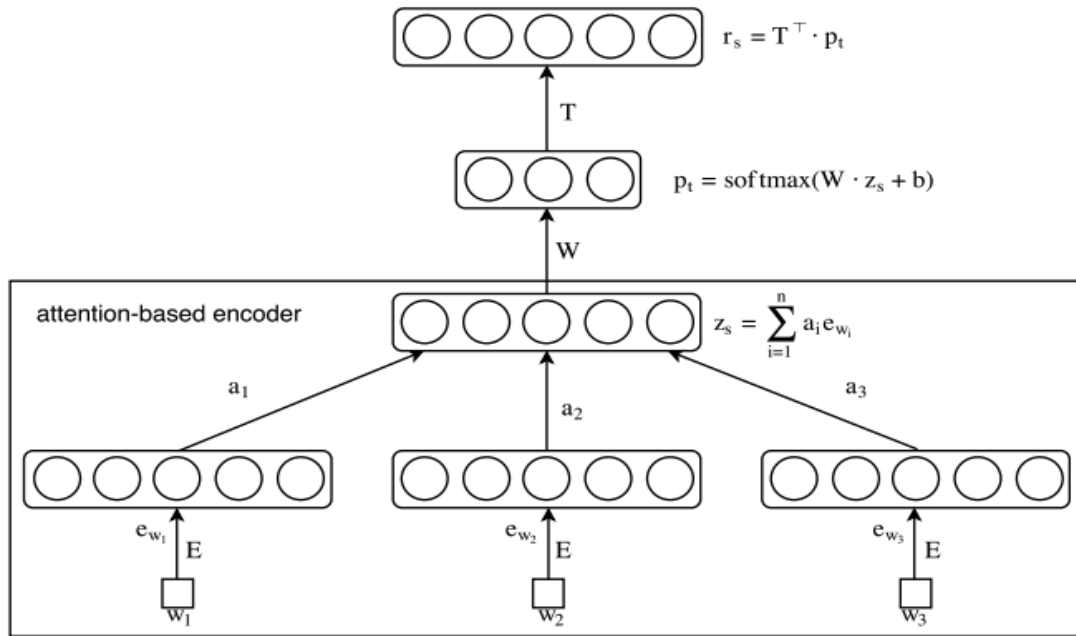 r_s = T^⊤ · p_t
T
p_t = softmax(W · z_s + b)
W
attention-based encoder
z_s = ∑_{i=1}^{n} a_i e_{w_i}
a_1
a_2
a_3
e_{w_1} E
e_{w_2} E
e_{w_3} E
w_1
w_2
w_3